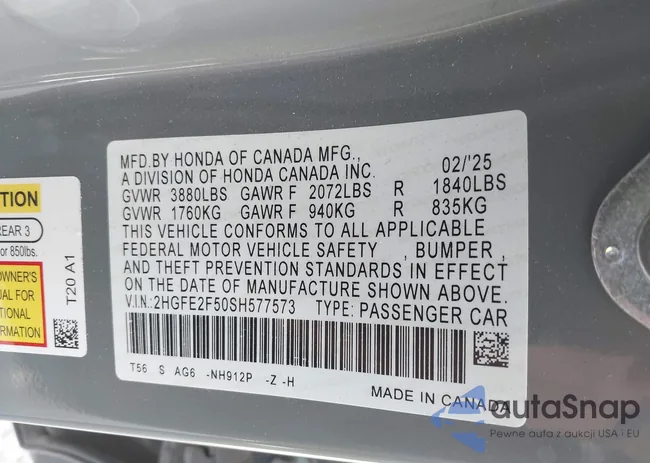 MFD.BY HONDA OF CANADA MFG.,
A DIVISION OF HONDA CANADA INC. 02/'25
GVWR 3880LBS GAWR F 2072LBS R 1840LBS
GVWR 1760KG GAWR F 940KG R 835KG
THIS VEHICLE CONFORMS TO ALL APPLICABLE
FEDERAL MOTOR VEHICLE SAFETY , BUMPER ,
AND THEFT PREVENTION STANDARDS IN EFFECT
ON THE DATE OF MANUFACTURE SHOWN ABOVE.
V.I.N.: 2HGFE2F50SH577573 TYPE: PASSENGER CAR
T56 S AG6 -NH912P -Z -H
MADE IN CANADA
TION
REAR 3
or 850lbs.
OWNER'S
UAL FOR
TIONAL
RMATION
T20 A1
autaSnap
Pewne auta z aukcji USA i EU